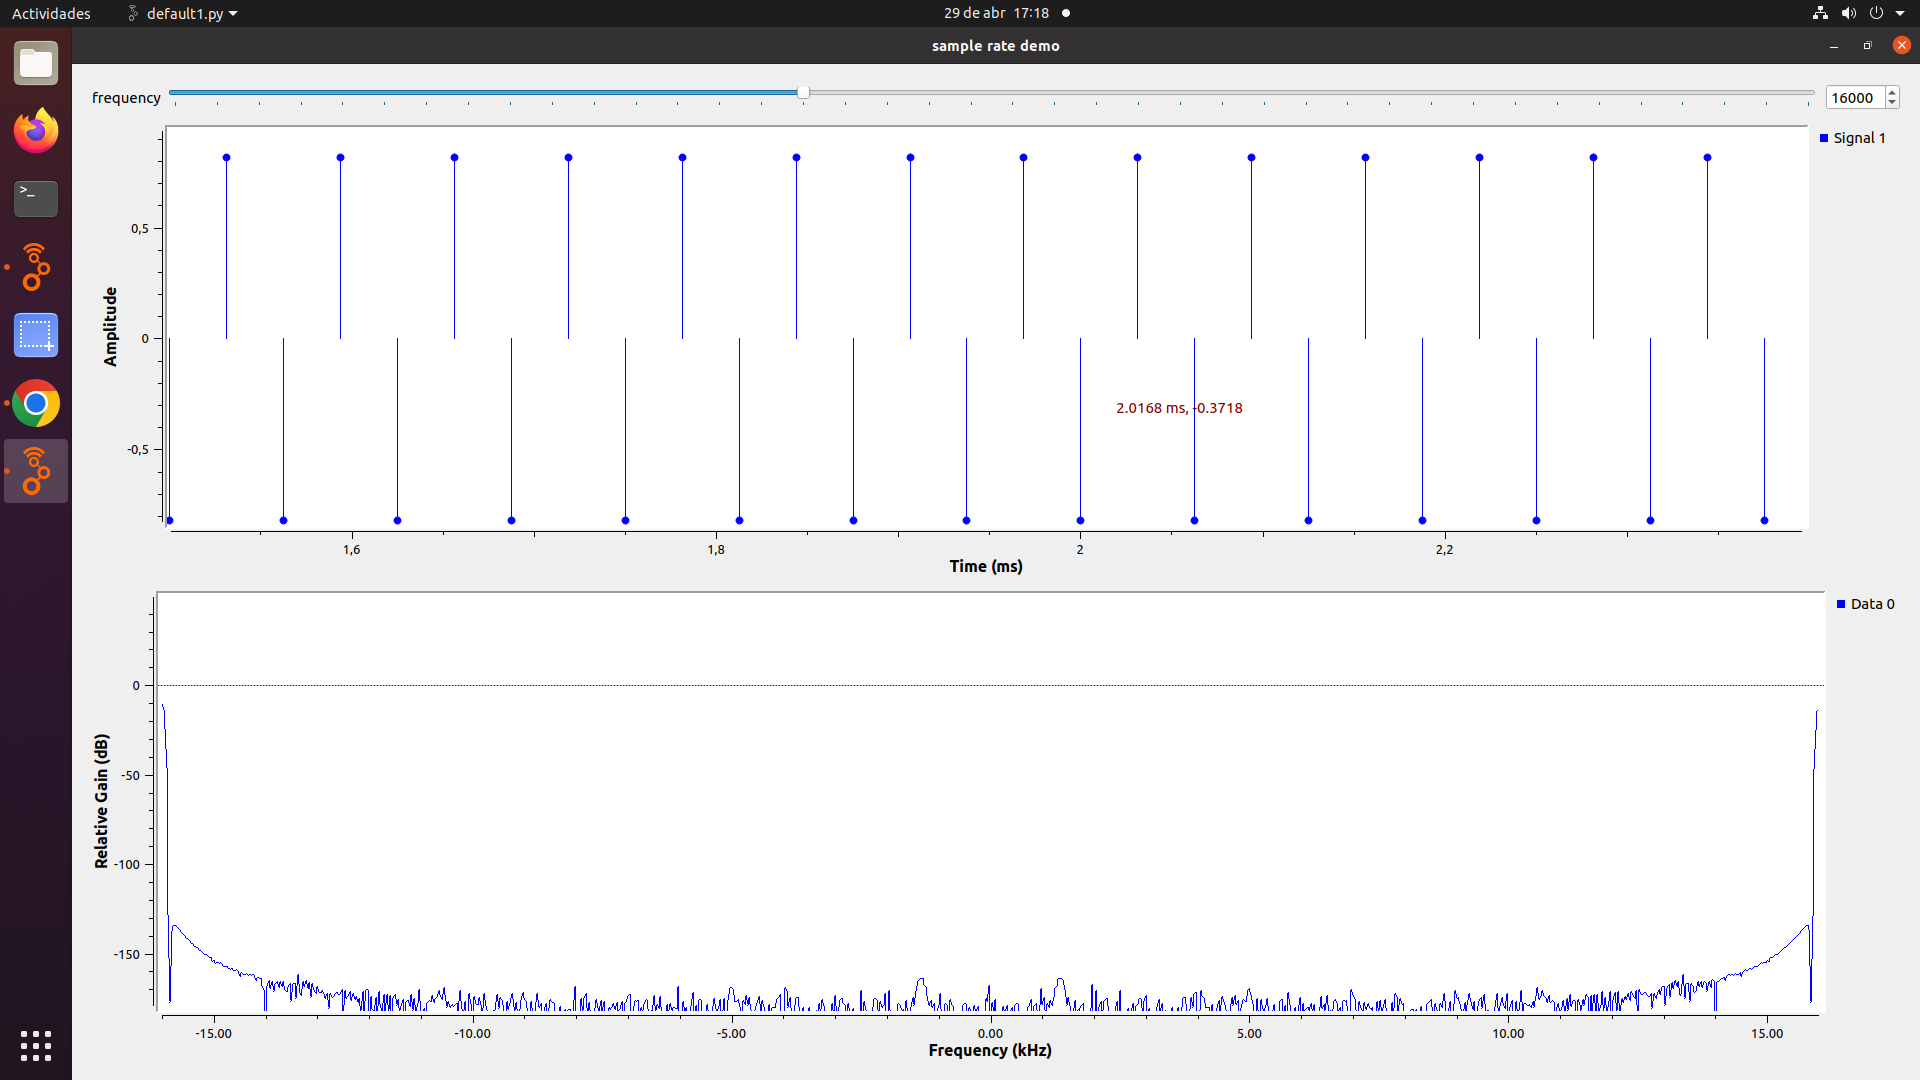 Actividades default1.py 29 de abr 17:18
sample rate demo
frequency 16000
Signal 1
0,5
0
-0,5
Amplitude
2.0168 ms, -0.3718
1,6 1,8 2 2,2
Time (ms)
Data 0
0
-50
-100
-150
Relative Gain (dB)
-15.00 -10.00 -5.00 0.00 5.00 10.00 15.00
Frequency (kHz)